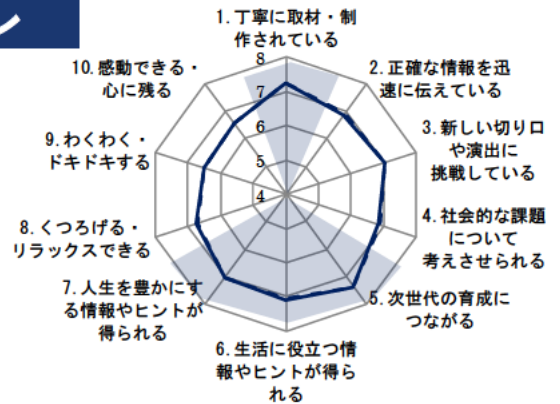 ン
1.丁寧に取材・制
作されている
2.正確な情報を迅
速に伝えている
3.新しい切り口
や演出に
挑戦している
4.社会的な課題
について
考えさせられる
5.次世代の育成に
つながる
6.生活に役立つ情
報やヒントが得ら
れる
7.人生を豊かにす
る情報やヒントが
得られる
8.くつろげる・
リラックスできる
9.わくわく・
ドキドキする
10.感動できる・
心に残る
8
7
6
5
4